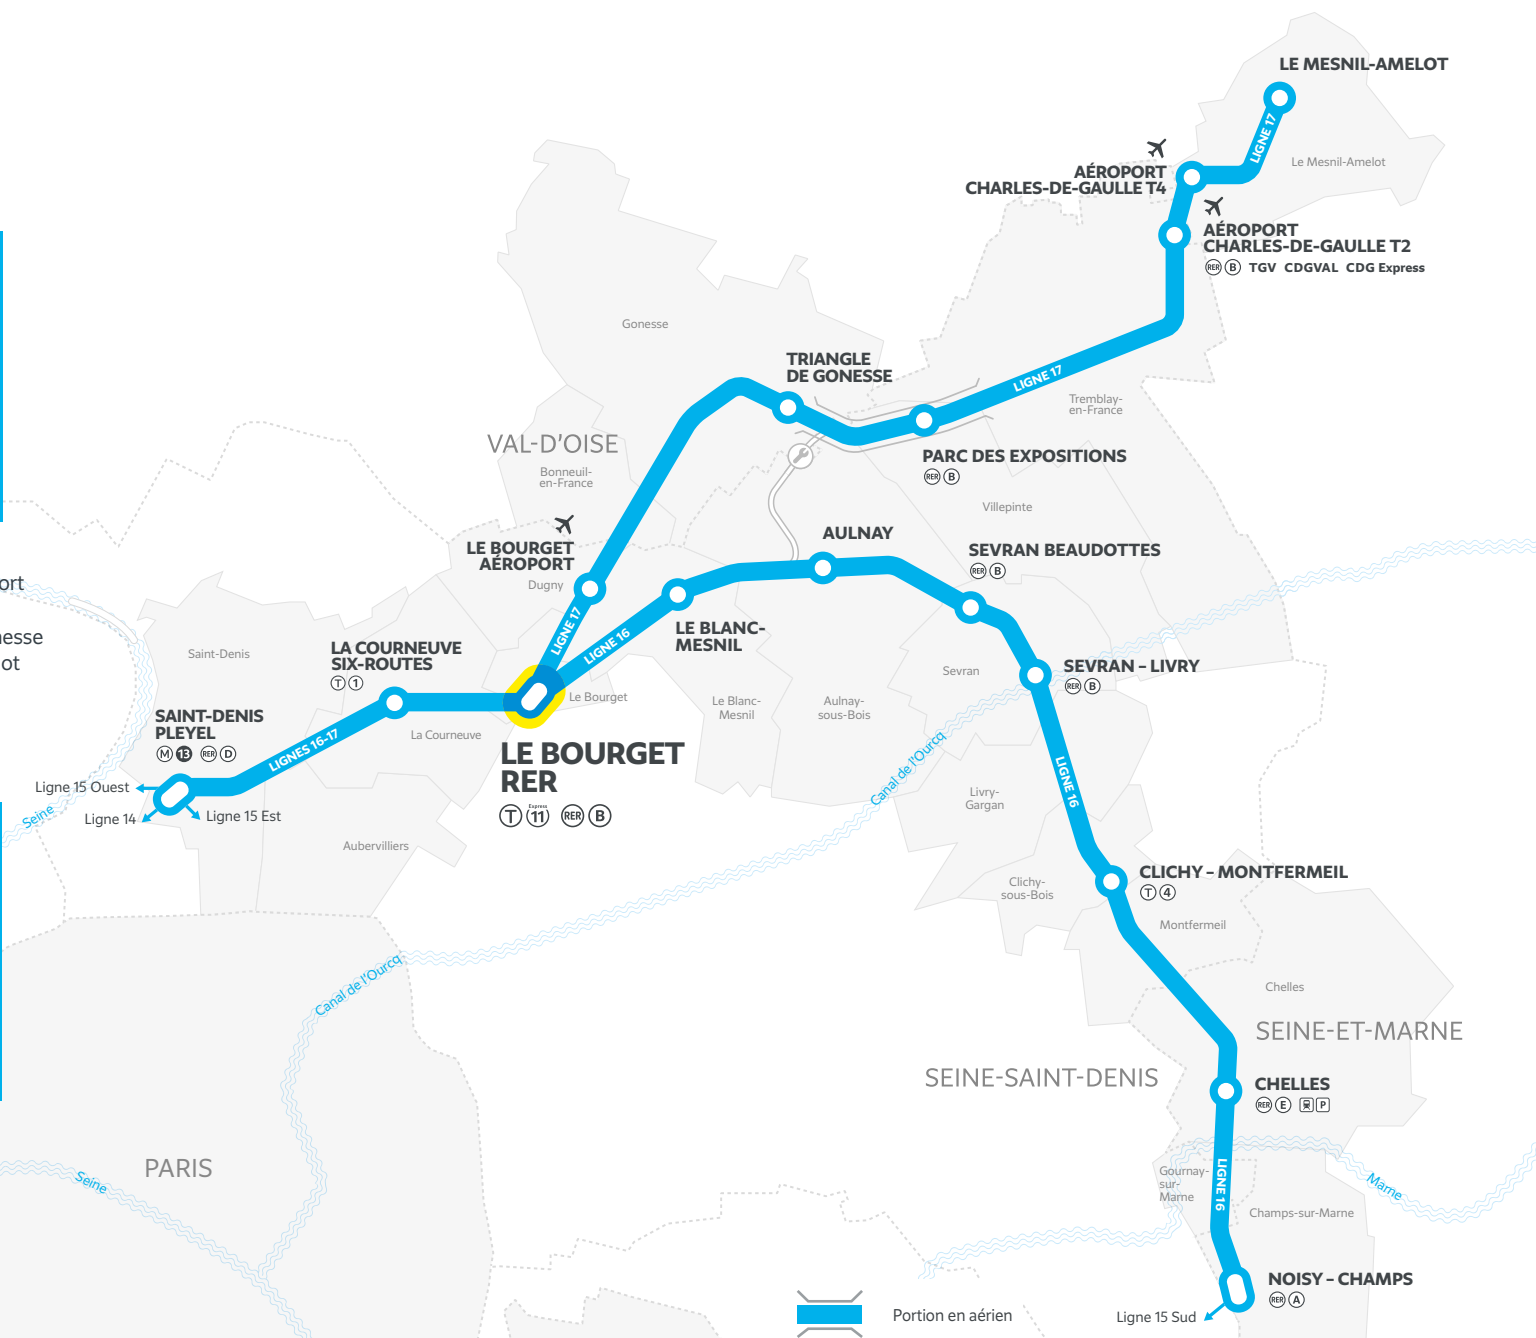 LE MESNIL-AMELOT
LIGNE 17
Le Mesnil-Amelot
AÉROPORT
CHARLES-DE-GAULLE T4
AÉROPORT
CHARLES-DE-GAULLE T2
RER B TGV CDGVAL CDG Express
Gonesse
TRIANGLE
DE GONESSE
LIGNE 17
Tremblay-
en-France
VAL-D'OISE
Bonneuil-
en-France
PARC DES EXPOSITIONS
RER B
Villepinte
AULNAY
LE BOURGET
AÉROPORT
Dugny
SEVRAN BEAUDOTTES
RER B
ort
nesse
ot
LIGNE 17
LIGNE 16
LE BLANC-
MESNIL
Saint-Denis
LA COURNEUVE
SIX-ROUTES
T 1
Sevran
SEVRAN – LIVRY
RER B
Le Bourget
Le Blanc-
Mesnil
Aulnay-
sous-Bois
SAINT-DENIS
PLEYEL
M 13 RER D
LIGNES 16-17
La Courneuve
LE BOURGET
RER
T Express 11 RER B
Ligne 15 Ouest
Ligne 14
Ligne 15 Est
Seine
Canal de l'Ourcq
LIGNE 16
Livry-
Gargan
Aubervilliers
CLICHY – MONTFERMEIL
T 4
Clichy-
sous-Bois
Montfermeil
Canal de l'Ourcq
Chelles
SEINE-ET-MARNE
SEINE-SAINT-DENIS
CHELLES
RER E P
PARIS
Seine
Gournay-
sur-
Marne
LIGNE 16
Marne
Champs-sur-Marne
NOISY – CHAMPS
RER A
Ligne 15 Sud
Portion en aérien